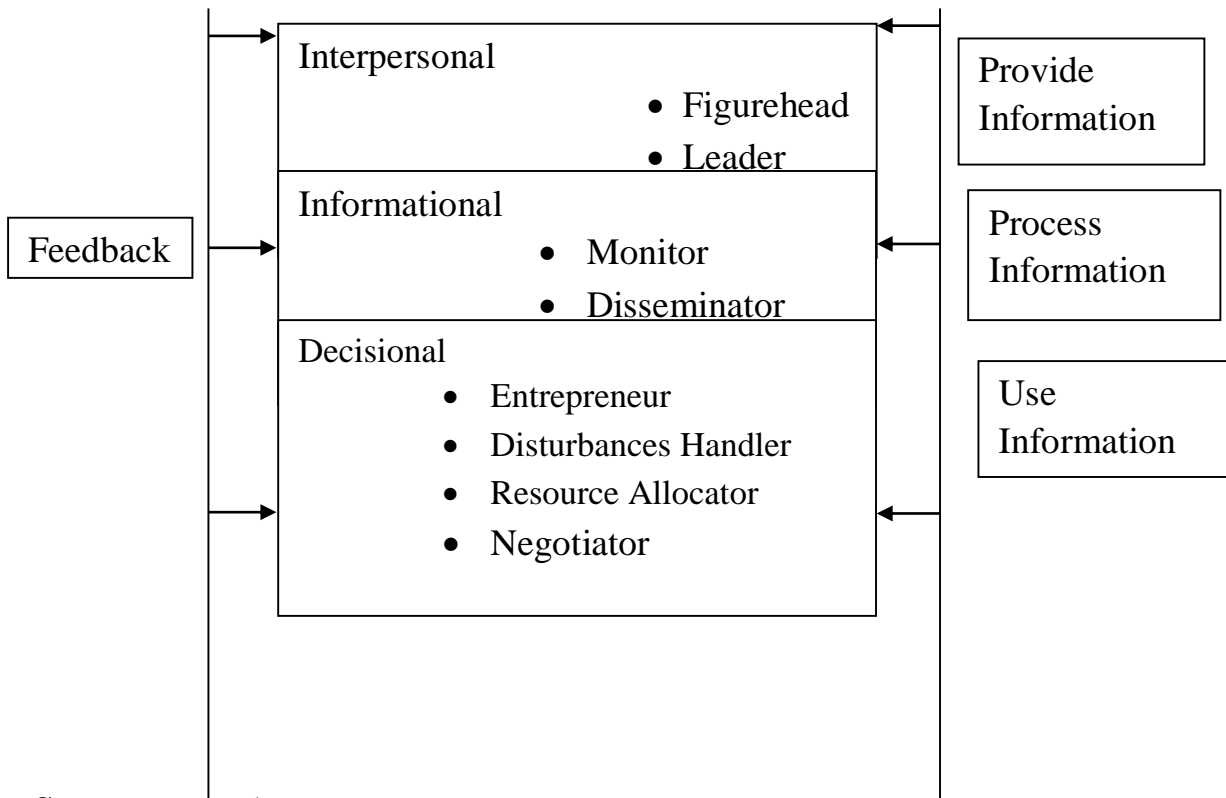 Interpersonal
• Figurehead
• Leader
Informational
• Monitor
• Disseminator
Decisional
• Entrepreneur
• Disturbances Handler
• Resource Allocator
• Negotiator
Feedback
Provide
Information
Process
Information
Use
Information